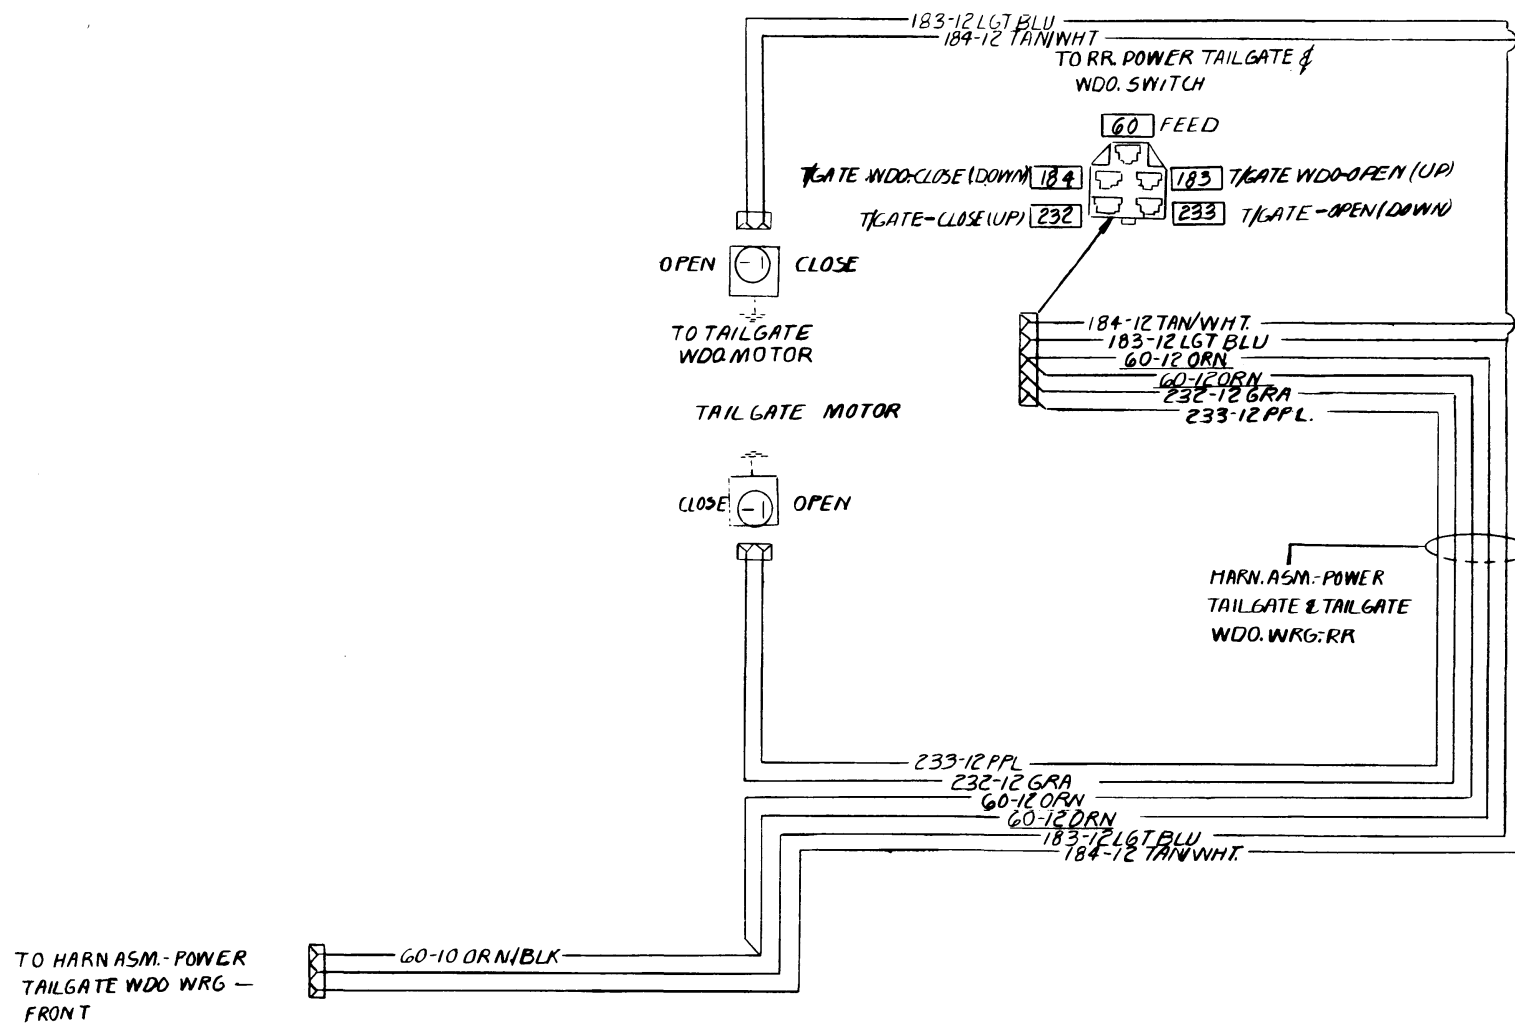 183-12 LGT BLU
184-12 TAN/WHT
TO RR. POWER TAILGATE &
WDO. SWITCH
60 FEED
T/GATE WDO-CLOSE (DOWN) 184
183 T/GATE WDO-OPEN (UP)
T/GATE-CLOSE (UP) 232
233 T/GATE-OPEN (DOWN)
OPEN
CLOSE
TO TAILGATE
WDO. MOTOR
184-12 TAN/WHT.
183-12 LGT BLU
60-12 ORN
60-12 ORN
232-12 GRA
233-12 PPL.
TAILGATE MOTOR
CLOSE
OPEN
HARN. ASM.-POWER
TAILGATE & TAILGATE
WDO. WRG-RR
233-12 PPL
232-12 GRA
60-12 ORN
60-12 ORN
183-12 LGT BLU
184-12 TAN/WHT.
60-10 ORN/BLK
TO HARN ASM.-POWER
TAILGATE WDO WRG —
FRONT